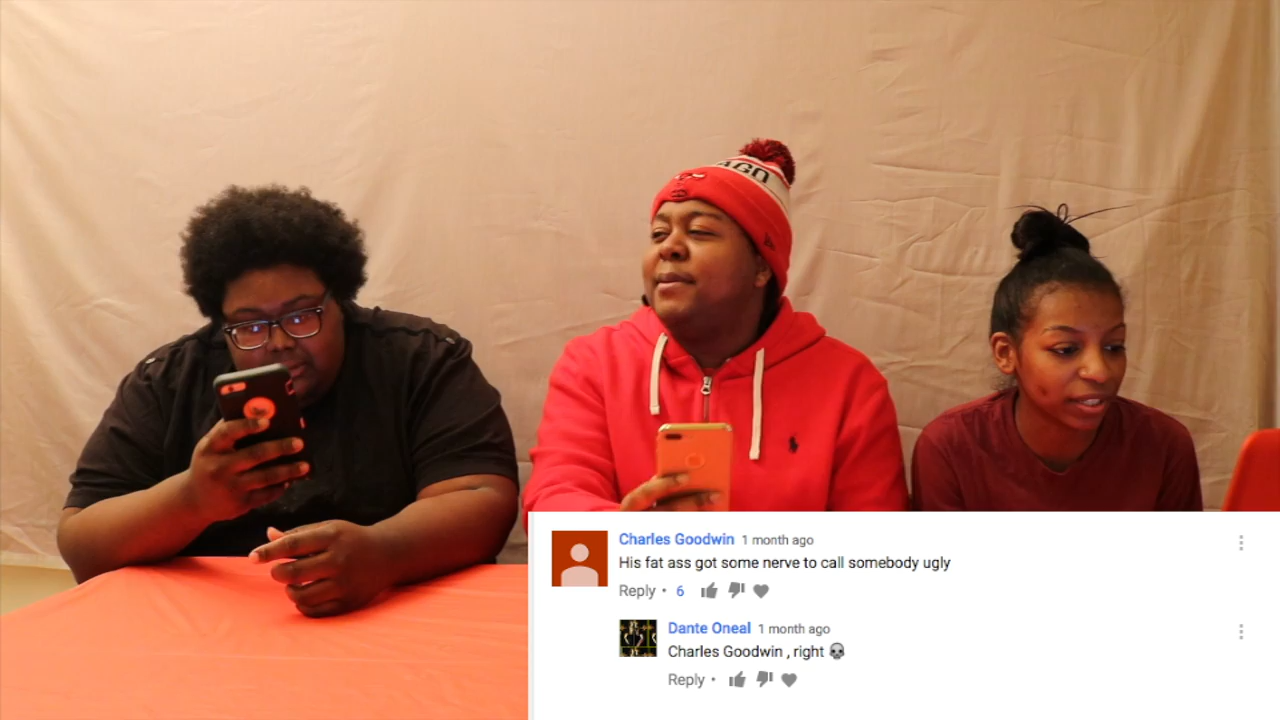 AGO
Charles Goodwin 1 month ago
His fat ass got some nerve to call somebody ugly
Reply • 6
Dante Oneal 1 month ago
Charles Goodwin , right 💀
Reply •